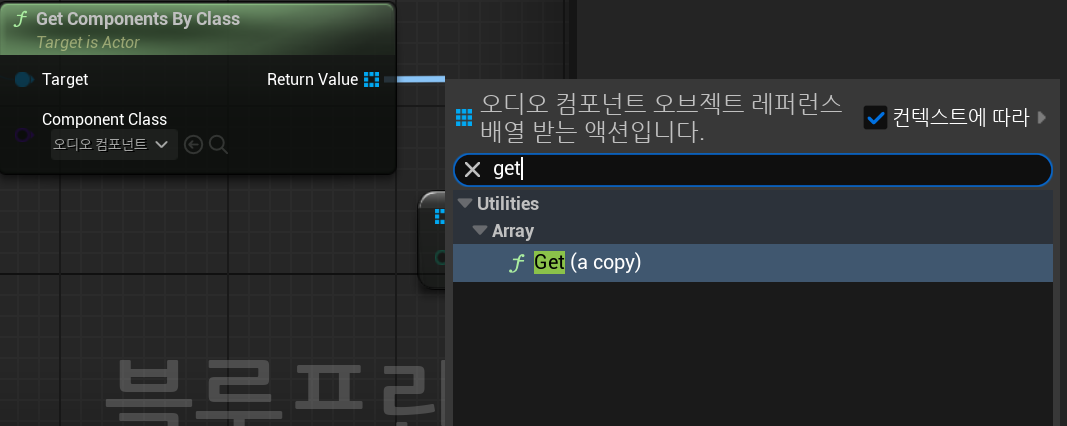 f Get Components By Class
Target is Actor
Target
Return Value
Component Class
오디오 컴포넌트
오디오 컴포넌트 오브젝트 레퍼런스
배열 받는 액션입니다.
컨텍스트에 따라
get
Utilities
Array
f Get (a copy)